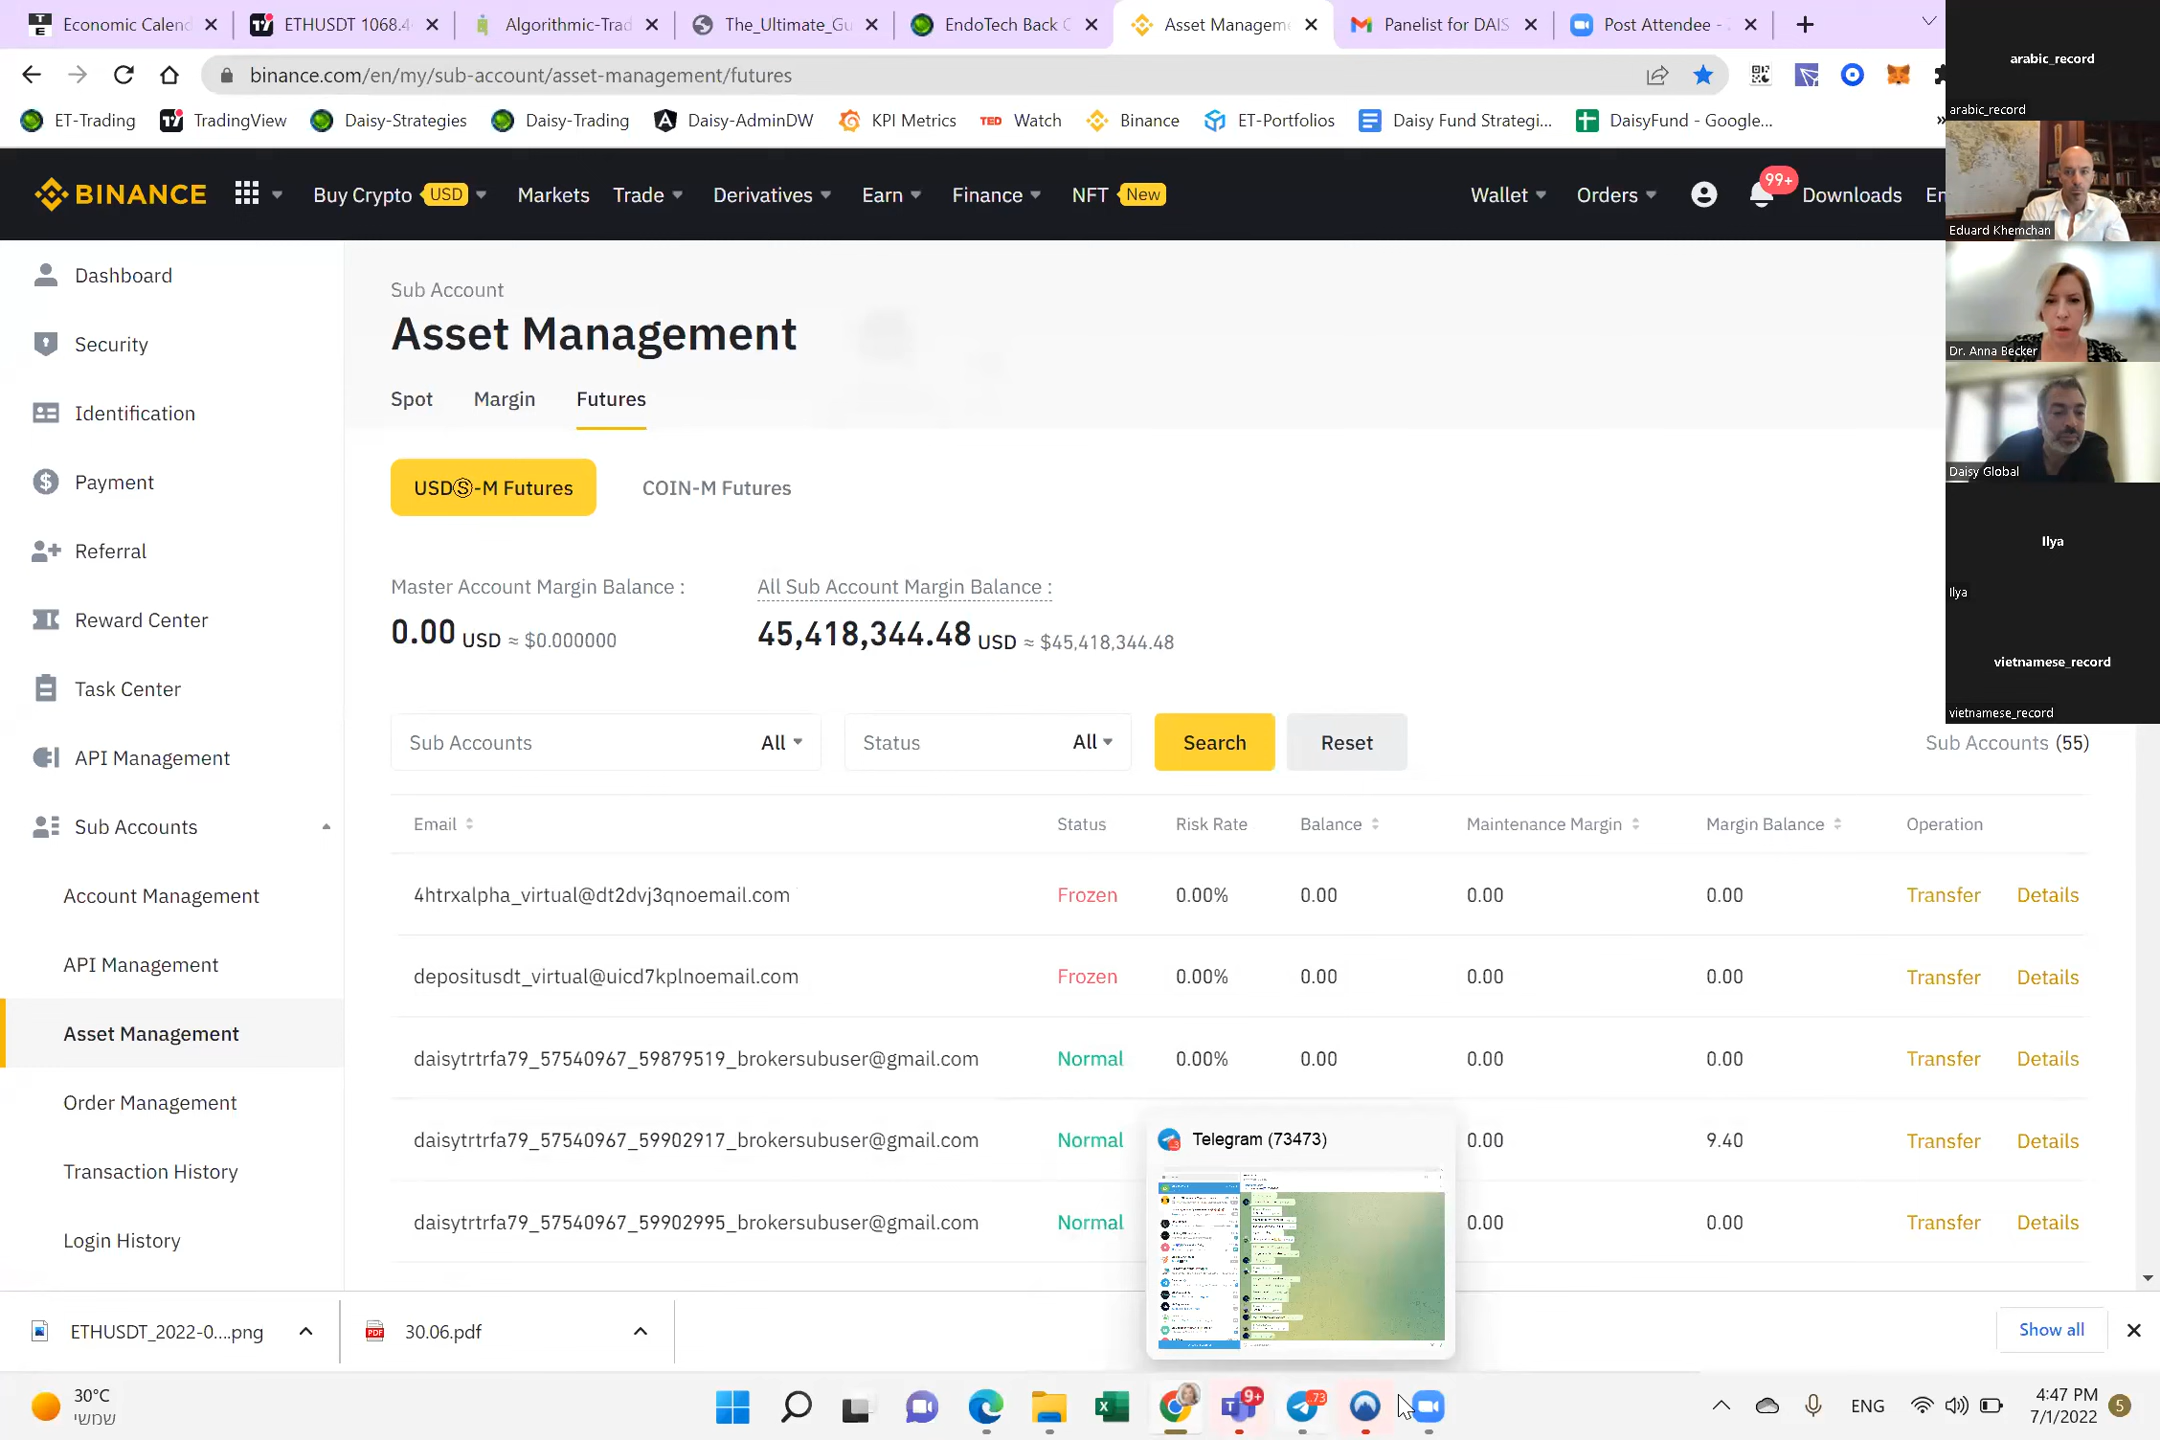 Economic Calend
ETHUSDT 1068.4
Algorithmic-Trad
The_Ultimate_Gu
EndoTech Back O
Asset Managem
Panelist for DAIS
Post Attendee -
binance.com/en/my/sub-account/asset-management/futures
ET-Trading
TradingView
Daisy-Strategies
Daisy-Trading
Daisy-AdminDW
KPI Metrics
TED Watch
Binance
ET-Portfolios
Daisy Fund Strategi...
DaisyFund - Google...
BINANCE
Buy Crypto USD
Markets
Trade
Derivatives
Earn
Finance
NFT New
Wallet
Orders
99+
Downloads
En
arabic_record
arabic_record
Eduard Khemchan
Dr. Anna Becker
Daisy Global
Ilya
Ilya
vietnamese_record
vietnamese_record
Dashboard
Security
Identification
Payment
Referral
Reward Center
Task Center
API Management
Sub Accounts
Account Management
API Management
Asset Management
Order Management
Transaction History
Login History
Sub Account
Asset Management
Spot Margin Futures
USDⓈ-M Futures COIN-M Futures
Master Account Margin Balance : All Sub Account Margin Balance :
0.00 USD ≈ $0.000000 45,418,344.48 USD ≈ $45,418,344.48
Sub Accounts All Status All Search Reset Sub Accounts (55)
Email Status Risk Rate Balance Maintenance Margin Margin Balance Operation
4htrxalpha_virtual@dt2dvj3qnoemail.com Frozen 0.00% 0.00 0.00 0.00 Transfer Details
depositusdt_virtual@uicd7kplnoemail.com Frozen 0.00% 0.00 0.00 0.00 Transfer Details
daisytrtrfa79_57540967_59879519_brokersubuser@gmail.com Normal 0.00% 0.00 0.00 0.00 Transfer Details
daisytrtrfa79_57540967_59902917_brokersubuser@gmail.com Normal 0.00 9.40 Transfer Details
daisytrtrfa79_57540967_59902995_brokersubuser@gmail.com Normal 0.00 0.00 Transfer Details
Telegram (73473)
ETHUSDT_2022-0....png
30.06.pdf
Show all
30°C
שמשי
9+
73
ENG
4:47 PM
7/1/2022
5